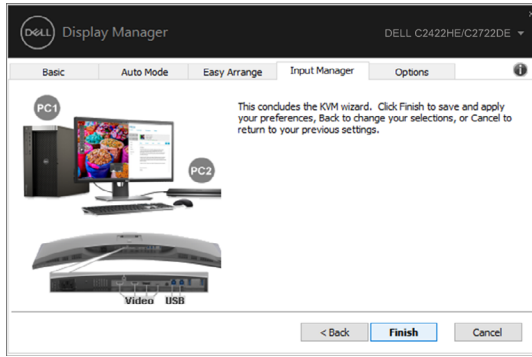 DELL Display Manager
DELL C2422HE/C2722DE
Basic Auto Mode Easy Arrange Input Manager Options
PC1
PC2
This concludes the KVM wizard. Click Finish to save and apply
your preferences, Back to change your selections, or Cancel to
return to your previous settings.
Video USB
< Back Finish Cancel